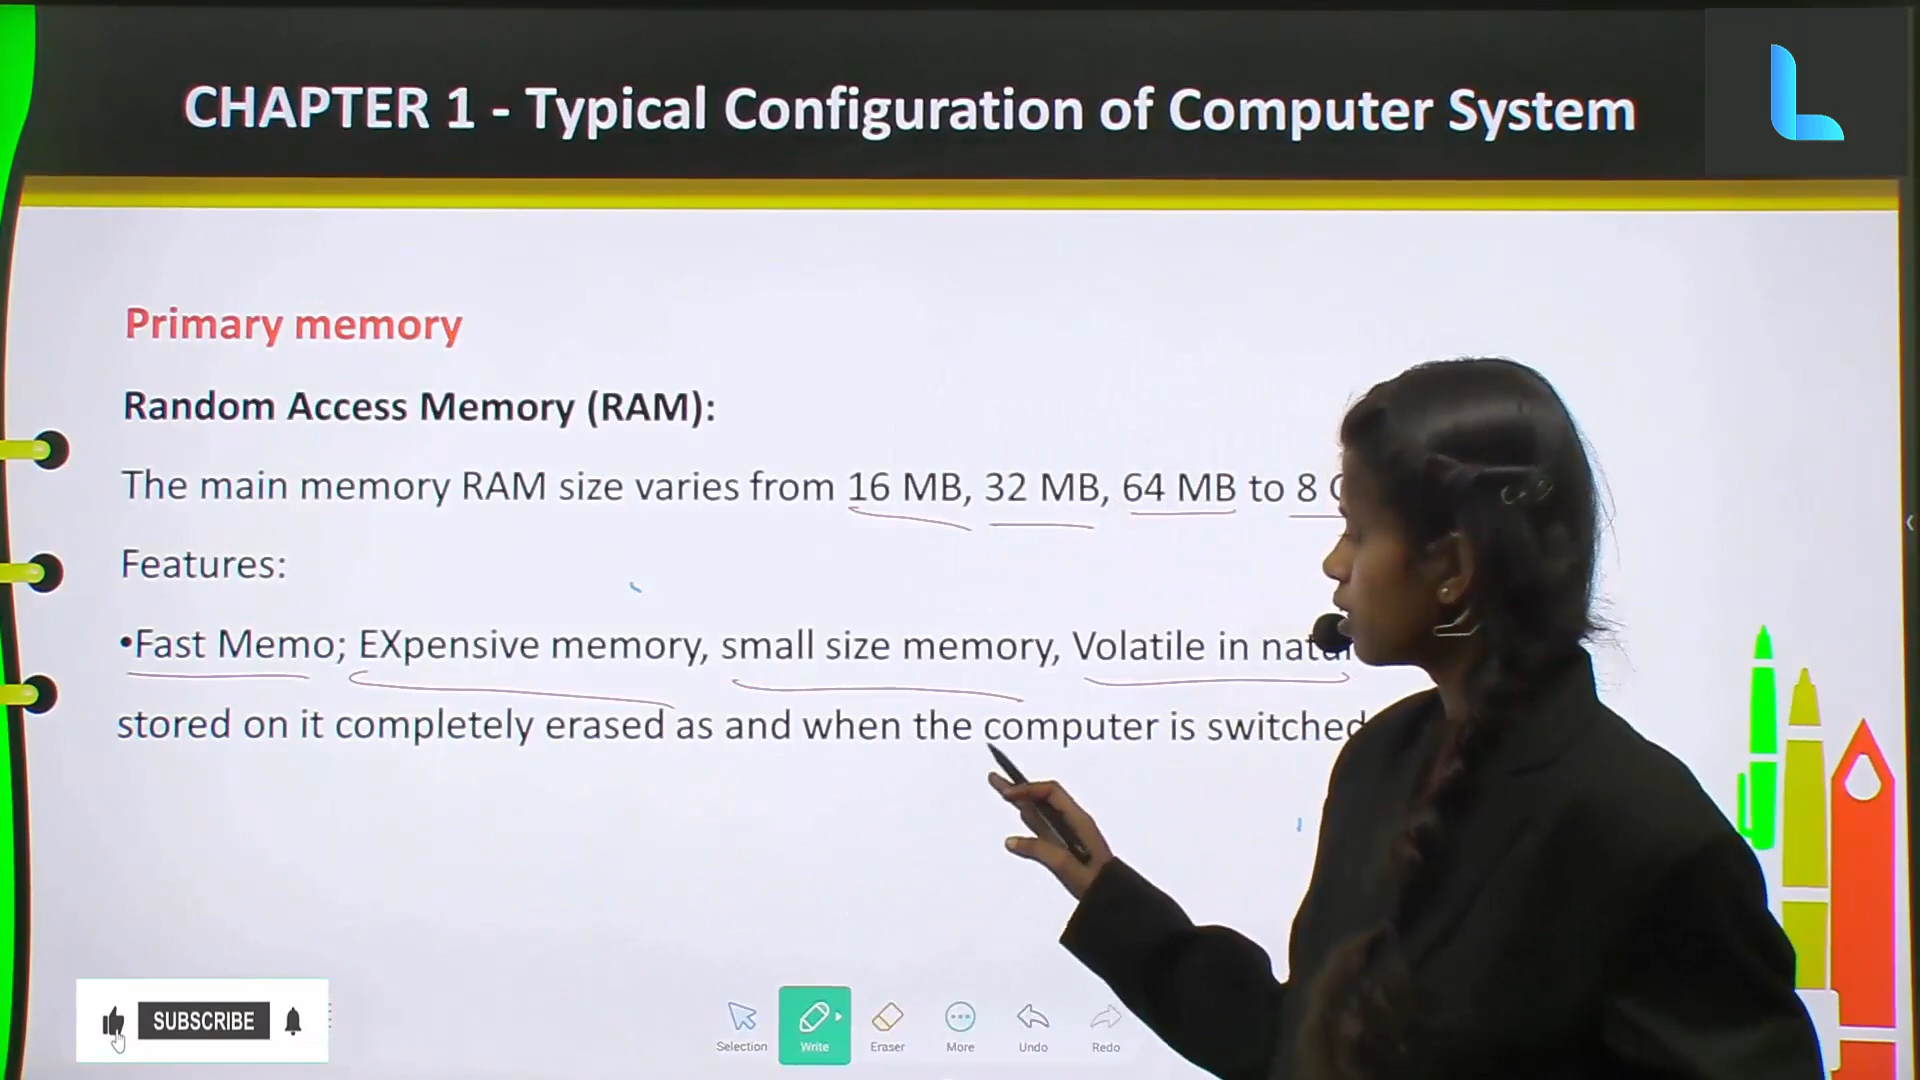 CHAPTER 1 - Typical Configuration of Computer System
Primary memory
Random Access Memory (RAM):
The main memory RAM size varies from 16 MB, 32 MB, 64 MB to 8
Features:
•Fast Memo; EXpensive memory, small size memory, Volatile in
stored on it completely erased as and when the computer is switched
SUBSCRIBE
Selection Write Eraser More Undo Redo